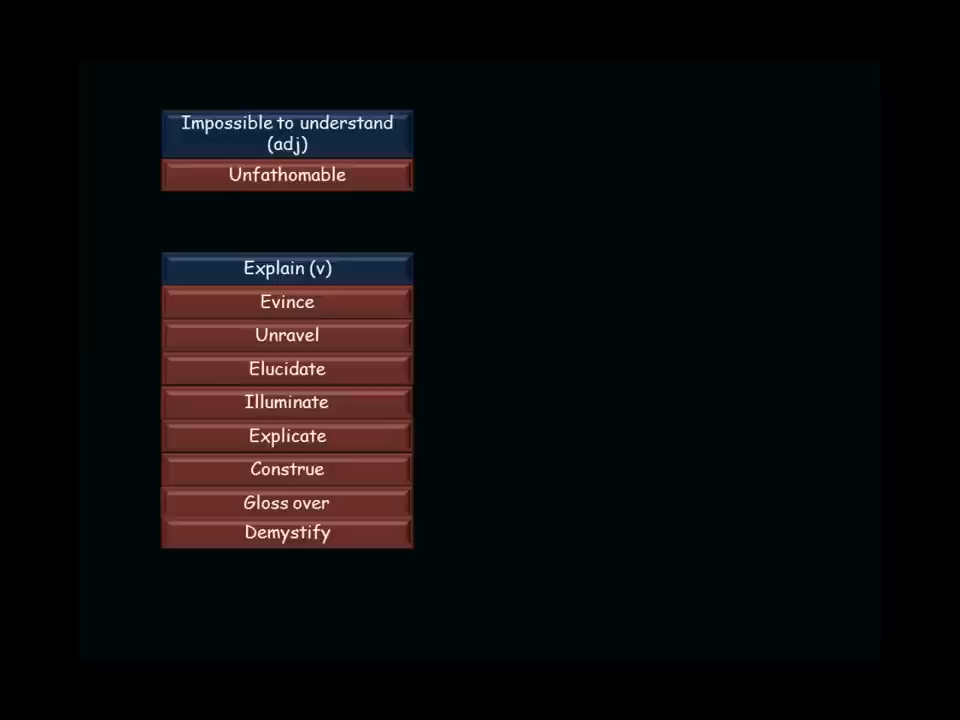 Impossible to understand
(adj)
Unfathomable
Explain (v)
Evince
Unravel
Elucidate
Illuminate
Explicate
Construe
Gloss over
Demystify